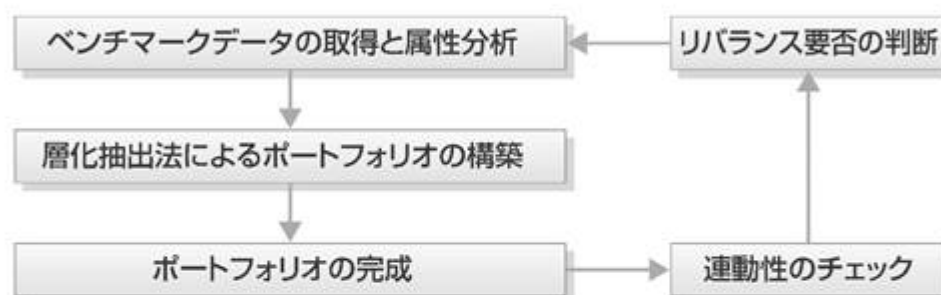 ベンチマークデータの取得と属性分析
リバランス要否の判断
層化抽出法によるポートフォリオの構築
ポートフォリオの完成
連動性のチェック